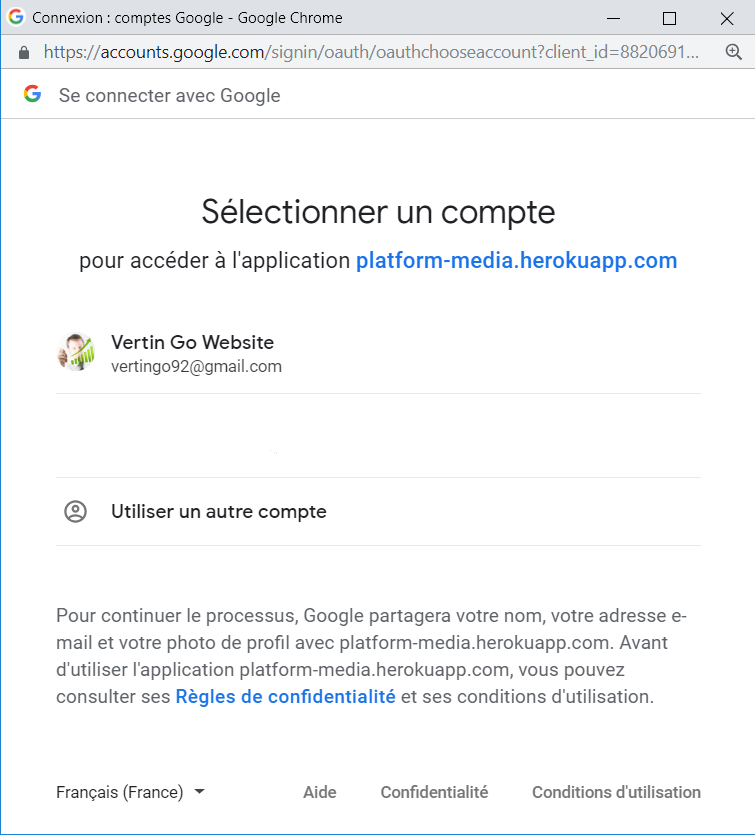 Connexion : comptes Google - Google Chrome
https://accounts.google.com/signin/oauth/oauthchooseaccount?client_id=8820691...
Se connecter avec Google
Sélectionner un compte
pour accéder à l'application platform-media.herokuapp.com
Vertin Go Website
vertingo92@gmail.com
Utiliser un autre compte
Pour continuer le processus, Google partagera votre nom, votre adresse e-
mail et votre photo de profil avec platform-media.herokuapp.com. Avant
d'utiliser l'application platform-media.herokuapp.com, vous pouvez
consulter ses Règles de confidentialité et ses conditions d'utilisation.
Français (France) Aide Confidentialité Conditions d'utilisation